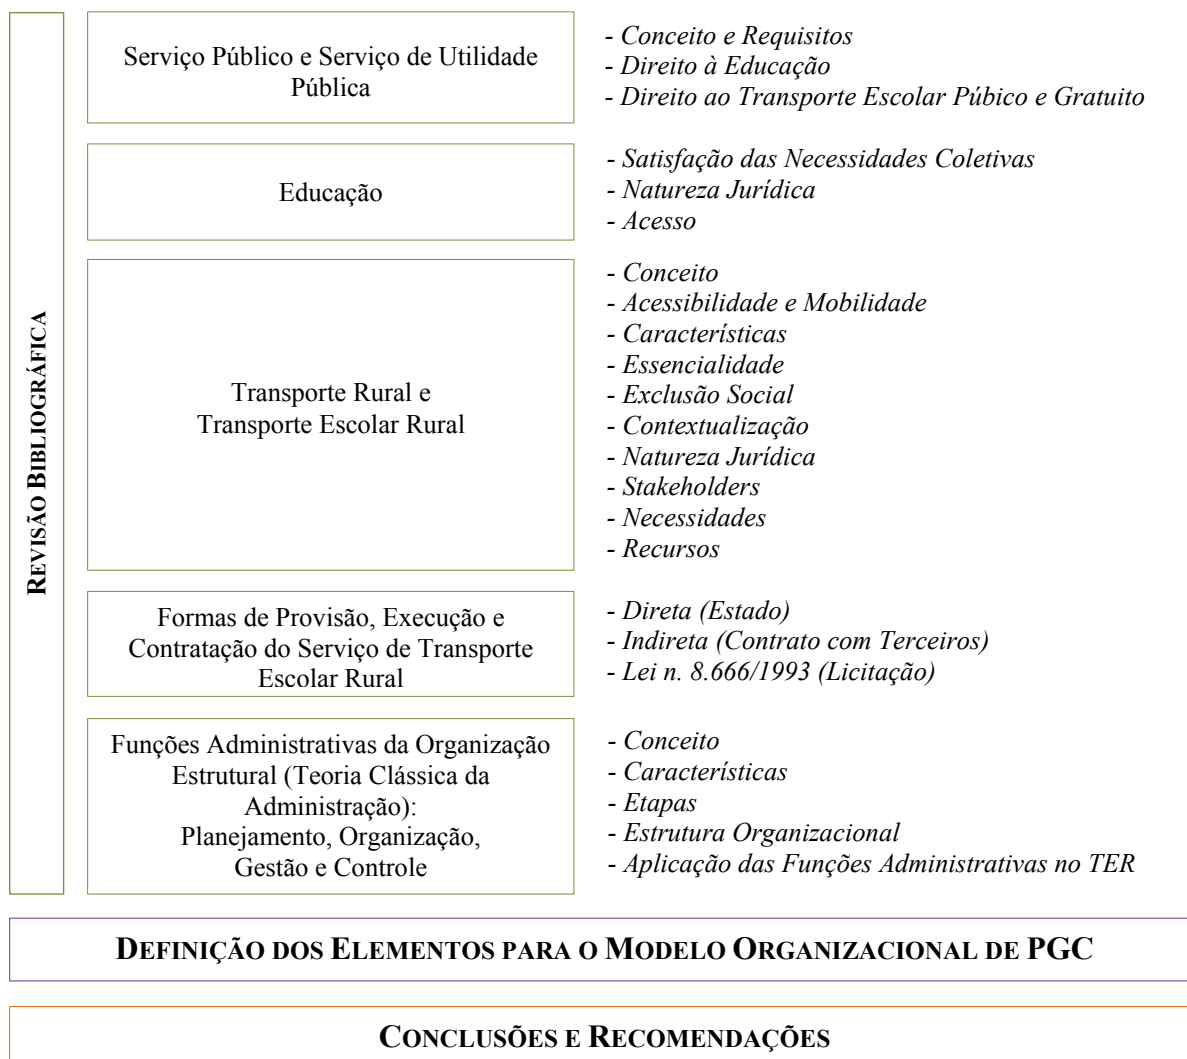 REVISÃO BIBLIOGRÁFICA
Serviço Público e Serviço de Utilidade
Pública
- Conceito e Requisitos
- Direito à Educação
- Direito ao Transporte Escolar Púbico e Gratuito
Educação
- Satisfação das Necessidades Coletivas
- Natureza Jurídica
- Acesso
Transporte Rural e
Transporte Escolar Rural
- Conceito
- Acessibilidade e Mobilidade
- Características
- Essencialidade
- Exclusão Social
- Contextualização
- Natureza Jurídica
- Stakeholders
- Necessidades
- Recursos
Formas de Provisão, Execução e
Contratação do Serviço de Transporte
Escolar Rural
- Direta (Estado)
- Indireta (Contrato com Terceiros)
- Lei n. 8.666/1993 (Licitação)
Funções Administrativas da Organização
Estrutural (Teoria Clássica da
Administração):
Planejamento, Organização,
Gestão e Controle
- Conceito
- Características
- Etapas
- Estrutura Organizacional
- Aplicação das Funções Administrativas no TER
DEFINIÇÃO DOS ELEMENTOS PARA O MODELO ORGANIZACIONAL DE PGC
CONCLUSÕES E RECOMENDAÇÕES